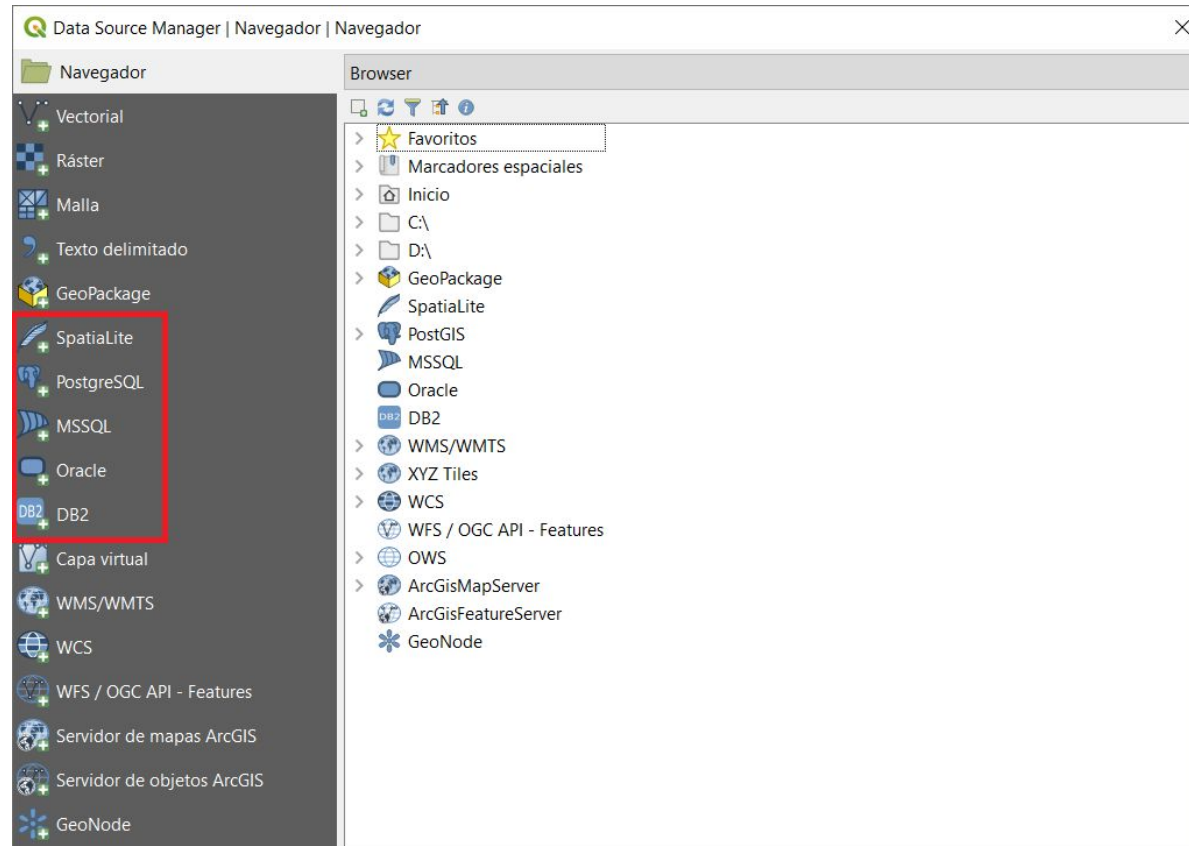 Data Source Manager | Navegador | Navegador
Navegador
Vectorial
Ráster
Malla
Texto delimitado
GeoPackage
SpatiaLite
PostgreSQL
MSSQL
Oracle
DB2 DB2
Capa virtual
WMS/WMTS
WCS
WFS / OGC API - Features
Servidor de mapas ArcGIS
Servidor de objetos ArcGIS
GeoNode
Browser
Favoritos
Marcadores espaciales
Inicio
C:\
D:\
GeoPackage
SpatiaLite
PostGIS
MSSQL
Oracle
DB2 DB2
WMS/WMTS
XYZ Tiles
WCS
WFS / OGC API - Features
OWS
ArcGisMapServer
ArcGisFeatureServer
GeoNode